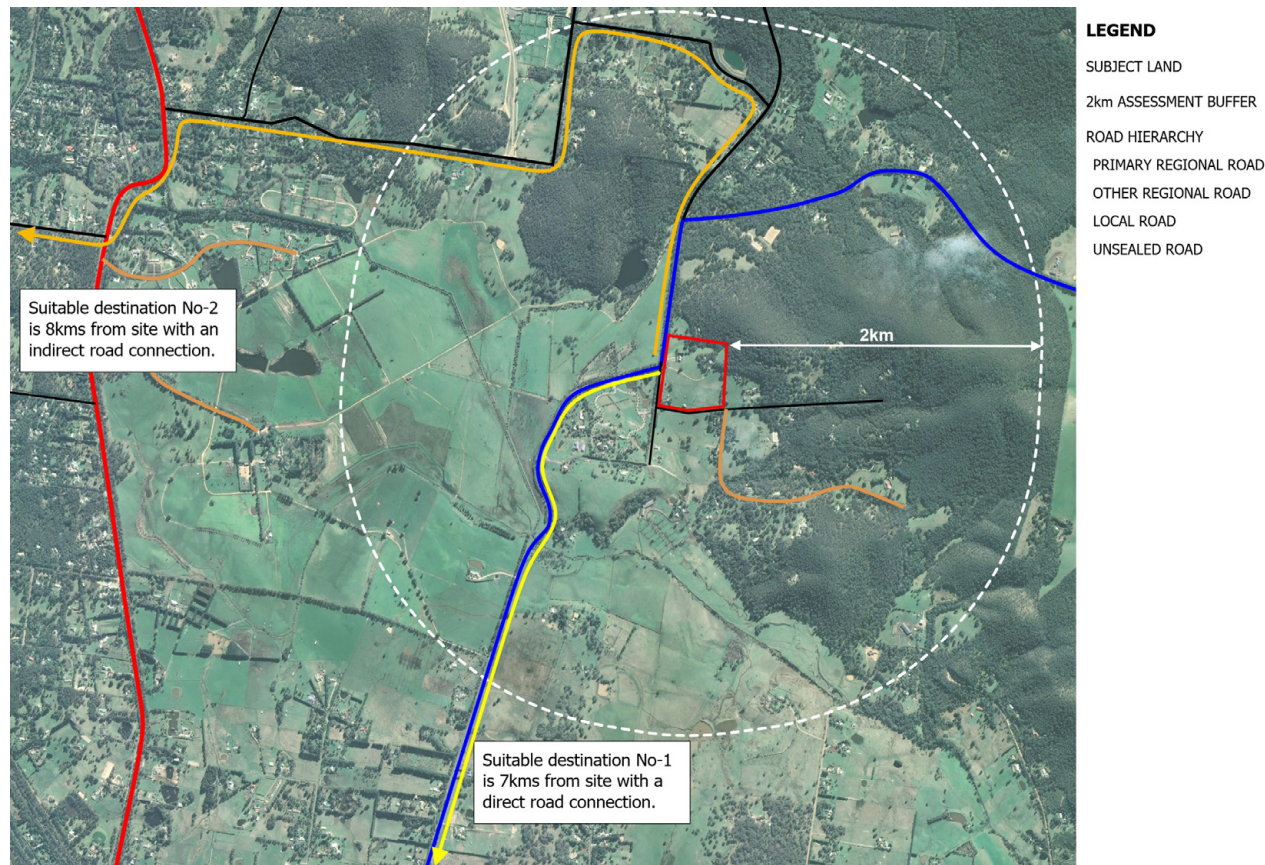 LEGEND
SUBJECT LAND
2km ASSESSMENT BUFFER
ROAD HIERARCHY
PRIMARY REGIONAL ROAD
OTHER REGIONAL ROAD
LOCAL ROAD
UNSEALED ROAD
Suitable destination No-2
is 8kms from site with an
indirect road connection.
2km
Suitable destination No-1
is 7kms from site with a
direct road connection.